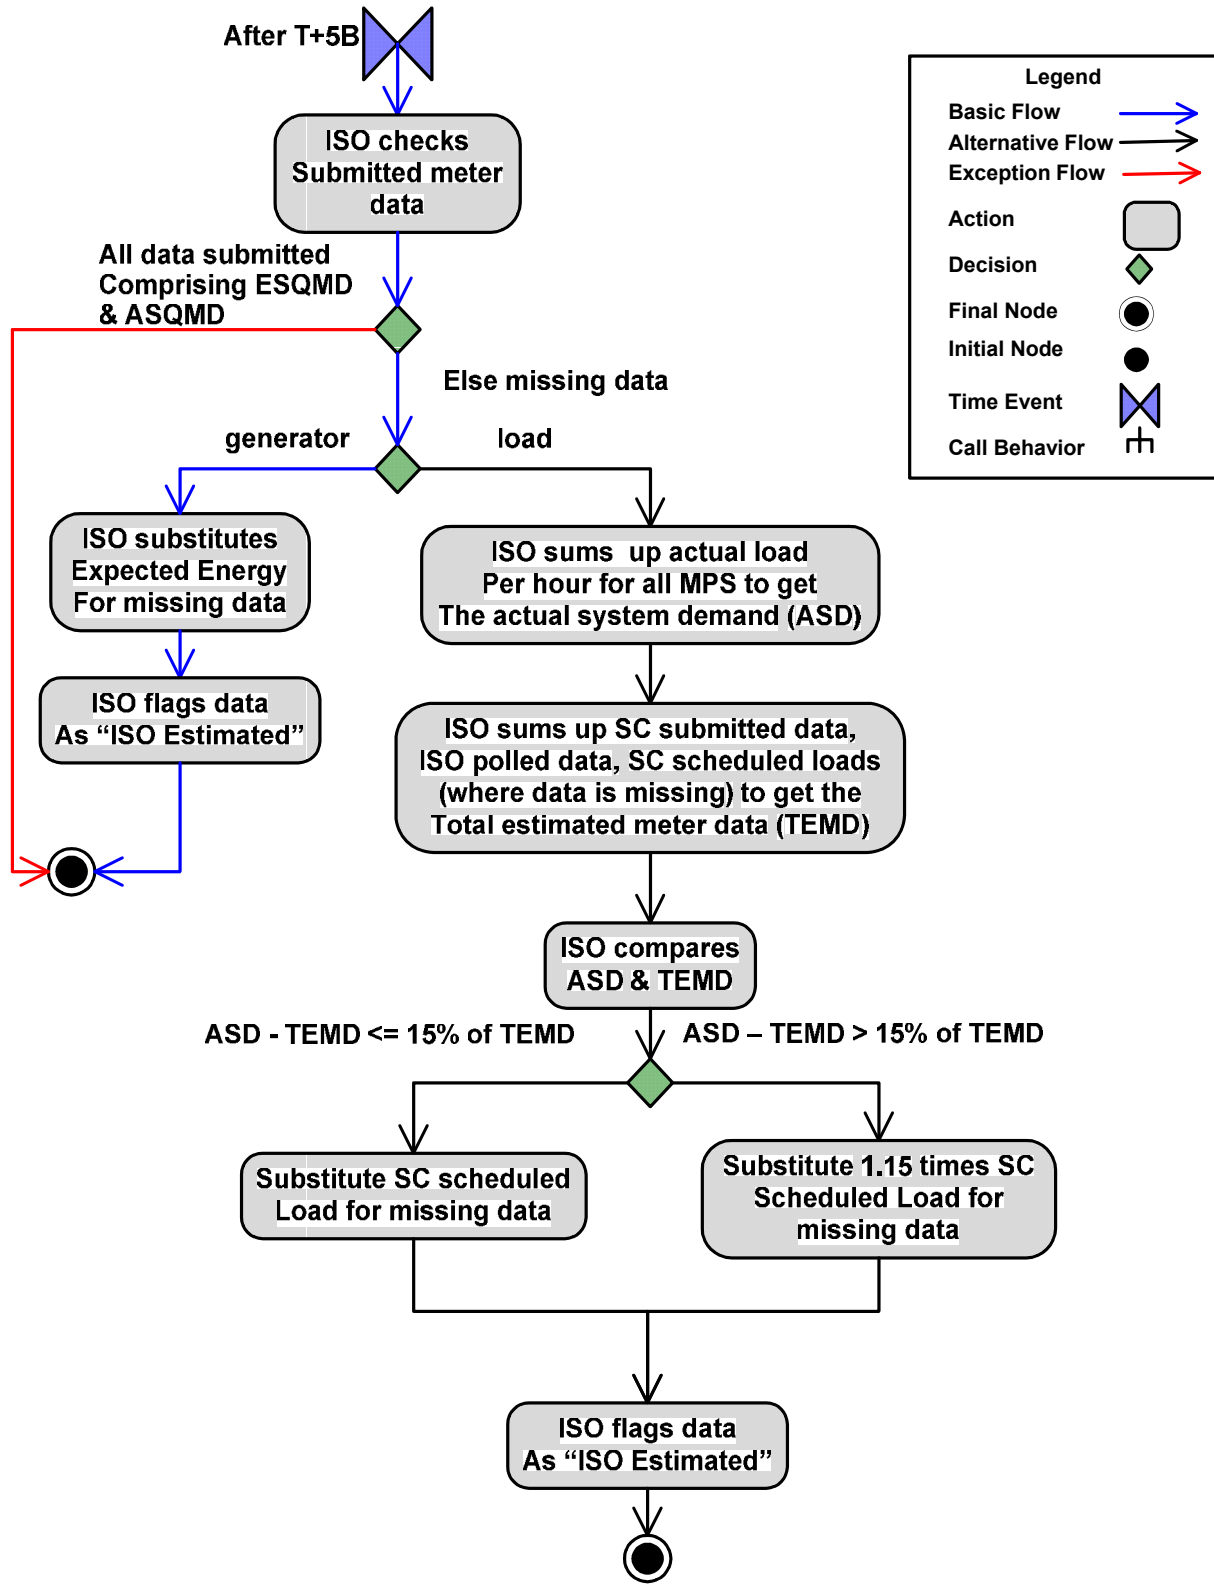 After T+5B
ISO checks
Submitted meter
data
All data submitted
Comprising ESQMD
& ASQMD
Else missing data
generator
load
ISO substitutes
Expected Energy
For missing data
ISO flags data
As “ISO Estimated”
ISO sums up actual load
Per hour for all MPS to get
The actual system demand (ASD)
ISO sums up SC submitted data,
ISO polled data, SC scheduled loads
(where data is missing) to get the
Total estimated meter data (TEMD)
ISO compares
ASD & TEMD
ASD - TEMD <= 15% of TEMD
ASD – TEMD > 15% of TEMD
Substitute SC scheduled
Load for missing data
Substitute 1.15 times SC
Scheduled Load for
missing data
ISO flags data
As “ISO Estimated”
Legend
Basic Flow
Alternative Flow
Exception Flow
Action
Decision
Final Node
Initial Node
Time Event
Call Behavior